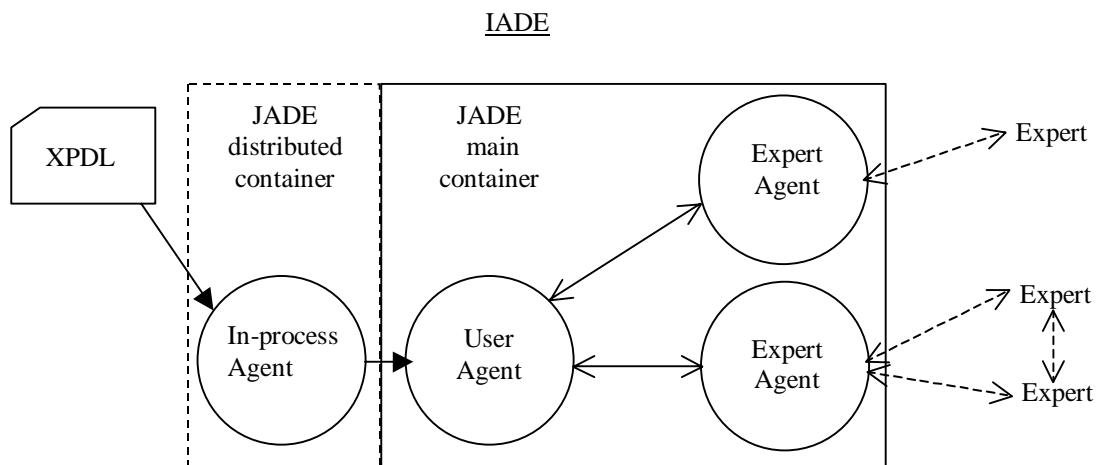 IADE
XPDL
JADE
distributed
container
JADE
main
container
Expert
Agent
Expert
In-process
Agent
User
Agent
Expert
Agent
Expert
Expert